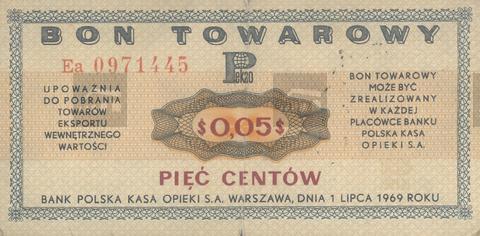 BON TOWAROWY
Ea 0971445
Pekao
UPOWAŻNIA
DO POBRANIA
TOWARÓW
EKSPORTU
WEWNĘTRZNEGO
WARTOŚCI
$0,05$
BON TOWAROWY
MOŻE BYĆ
ZREALIZOWANY
W KAŻDEJ
PLACÓWCE BANKU
POLSKA KASA
OPIEKI S.A.
PIĘĆ CENTÓW
BANK POLSKA KASA OPIEKI S.A. WARSZAWA, DNIA 1 LIPCA 1969 ROKU